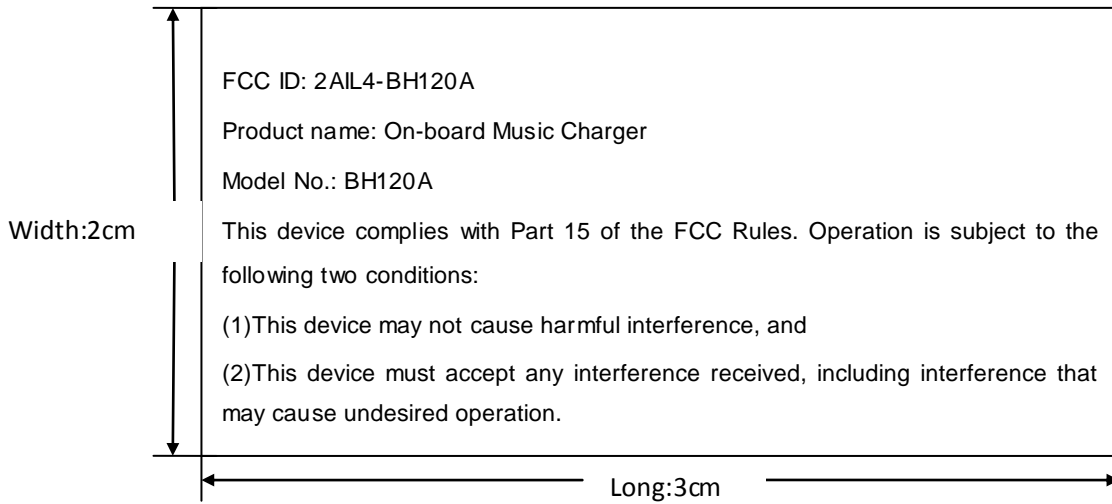 FCC ID: 2AIL4-BH120A
Product name: On-board Music Charger
Model No.: BH120A
Width:2cm
This device complies with Part 15 of the FCC Rules. Operation is subject to the
following two conditions:
(1)This device may not cause harmful interference, and
(2)This device must accept any interference received, including interference that
may cause undesired operation.
Long:3cm